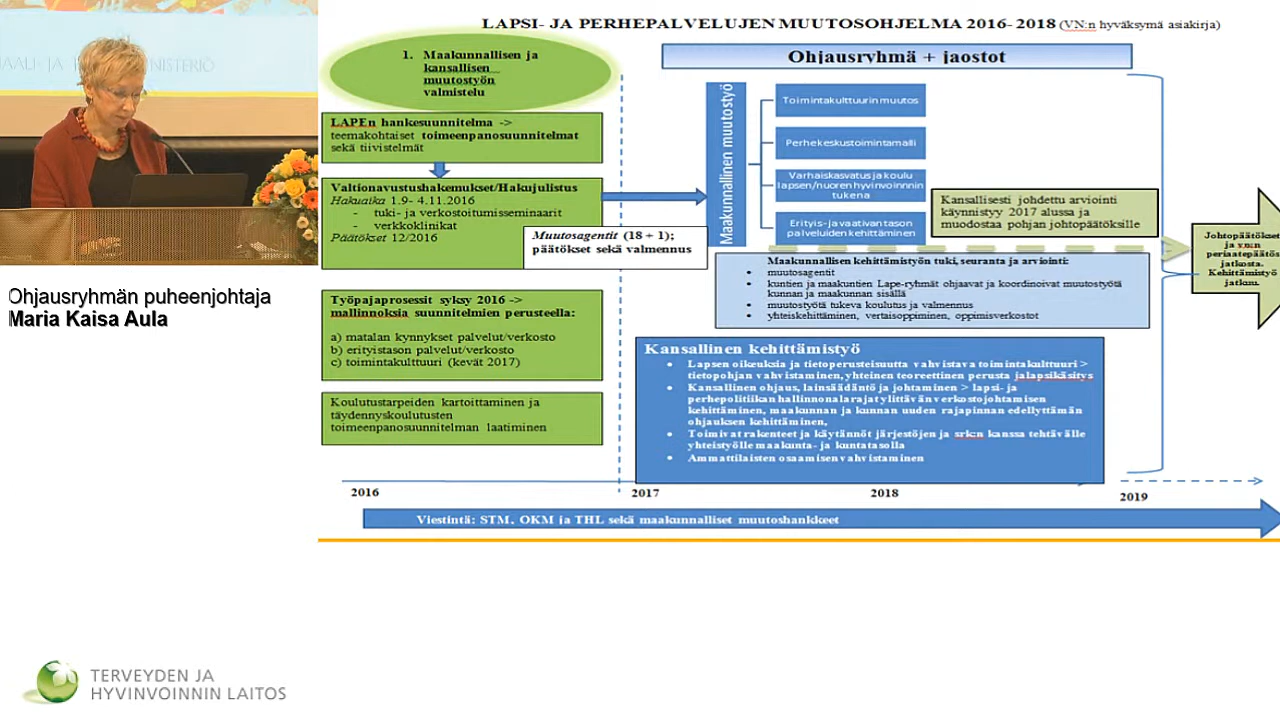 LAPSI- JA PERHEPALVELUJEN MUUTOSOHJELMA 2016- 2018 (VN:n hyväksymä asiakirja)
1. Maakunnallisen ja
kansallisen
muutostyön
valmistelu
LAPEn hankesuunnitelma ->
teemakohtaiset toimeenpanosuunnitelmat
sekä tiivistelmät
Valtionavustushakemukset/Hakujulistus
Hakuaika 1.9- 4.11.2016
- tuki- ja verkostoitumisseminaarit
- verkkoklinikat
Päätökset 12/2016
Muutosagentit (18 + 1);
päätökset sekä valmennus
Työpajaprosessit syksy 2016 ->
mallinnoksia suunnitelmien perusteella:
a) matalan kynnykset palvelut/verkosto
b) erityistason palvelut/verkosto
c) toimintakulttuuri (kevät 2017)
Koulutustarpeiden kartoittaminen ja
täydennyskoulutusten
toimeenpanosuunnitelman laatiminen
Ohjausryhmä + jaostot
Maakunnallinen muutostyö
Toimintakulttuurin muutos
Perhekeskustoimintamalli
Varhaiskasvatus ja koulu
lapsen/nuoren hyvinvoinnnin
tukena
Erityis- ja vaativan tason
palveluiden kehittäminen
Kansallisesti johdettu arviointi
käynnistyy 2017 alussa ja
muodostaa pohjan johtopäätöksille
Johtopäätökset
ja vn:n
periaatepäätös
jatkosta.
Kehittämistyö
jatkuu.
Maakunnallisen kehittämistyön tuki, seuranta ja arviointi:
• muutosagentit
• kuntien ja maakuntien Lape-ryhmät ohjaavat ja koordinoivat muutostyötä
kunnan ja maakunnan sisällä
• muutostyötä tukeva koulutus ja valmennus
• yhteiskehittäminen, vertaisoppiminen, oppimisverkostot
Kansallinen kehittämistyö
• Lapsen oikeuksia ja tietoperusteisuutta vahvistava toimintakulttuuri >
tietopohjan vahvistaminen, yhteinen teoreettinen perusta ja lapsikäsitys
• Kansallinen ohjaus, lainsäädäntö ja johtaminen > lapsi- ja
perhepolitiikan hallinnonalarajat ylittävän verkostojohtamisen
kehittäminen, maakunnan ja kunnan uuden rajapinnan edellyttämän
ohjauksen kehittäminen,
• Toimivat rakenteet ja käytännöt järjestöjen ja srk:n kanssa tehtävälle
yhteistyölle maakunta- ja kuntatasolla
• Ammattilaisten osaamisen vahvistaminen
2016 2017 2018 2019
Viestintä: STM, OKM ja THL sekä maakunnalliset muutoshankkeet
Ohjausryhmän puheenjohtaja
Maria Kaisa Aula
TERVEYDEN JA
HYVINVOINNIN LAITOS